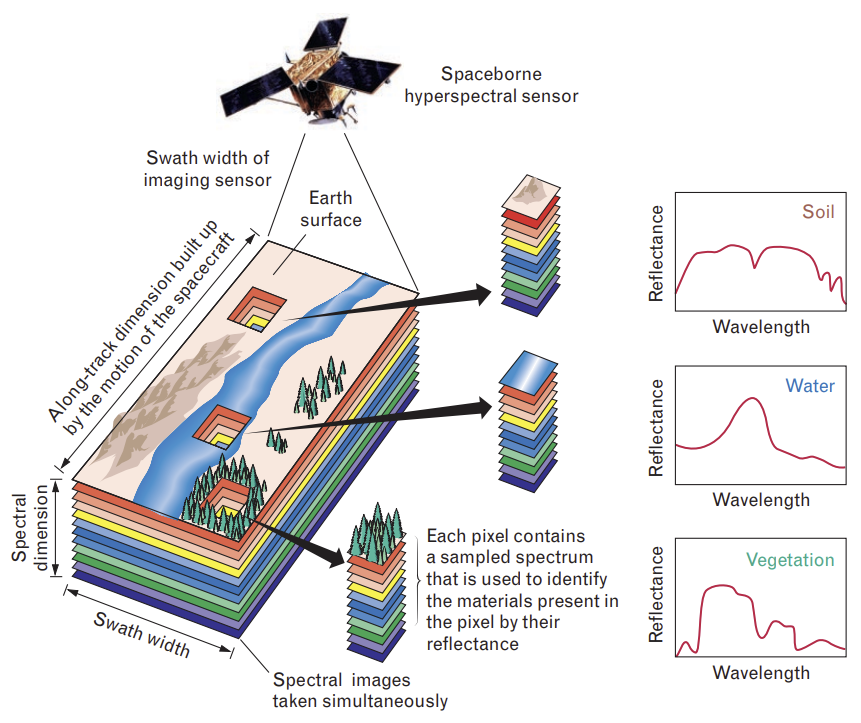 Spaceborne
hyperspectral sensor
Swath width of
imaging sensor
Earth
surface
Along-track dimension built up
by the motion of the spacecraft
Soil
Reflectance
Wavelength
Water
Reflectance
Wavelength
Spectral
dimension
Each pixel contains
a sampled spectrum
that is used to identify
the materials present in
the pixel by their
reflectance
Vegetation
Reflectance
Wavelength
Swath width
Spectral images
taken simultaneously